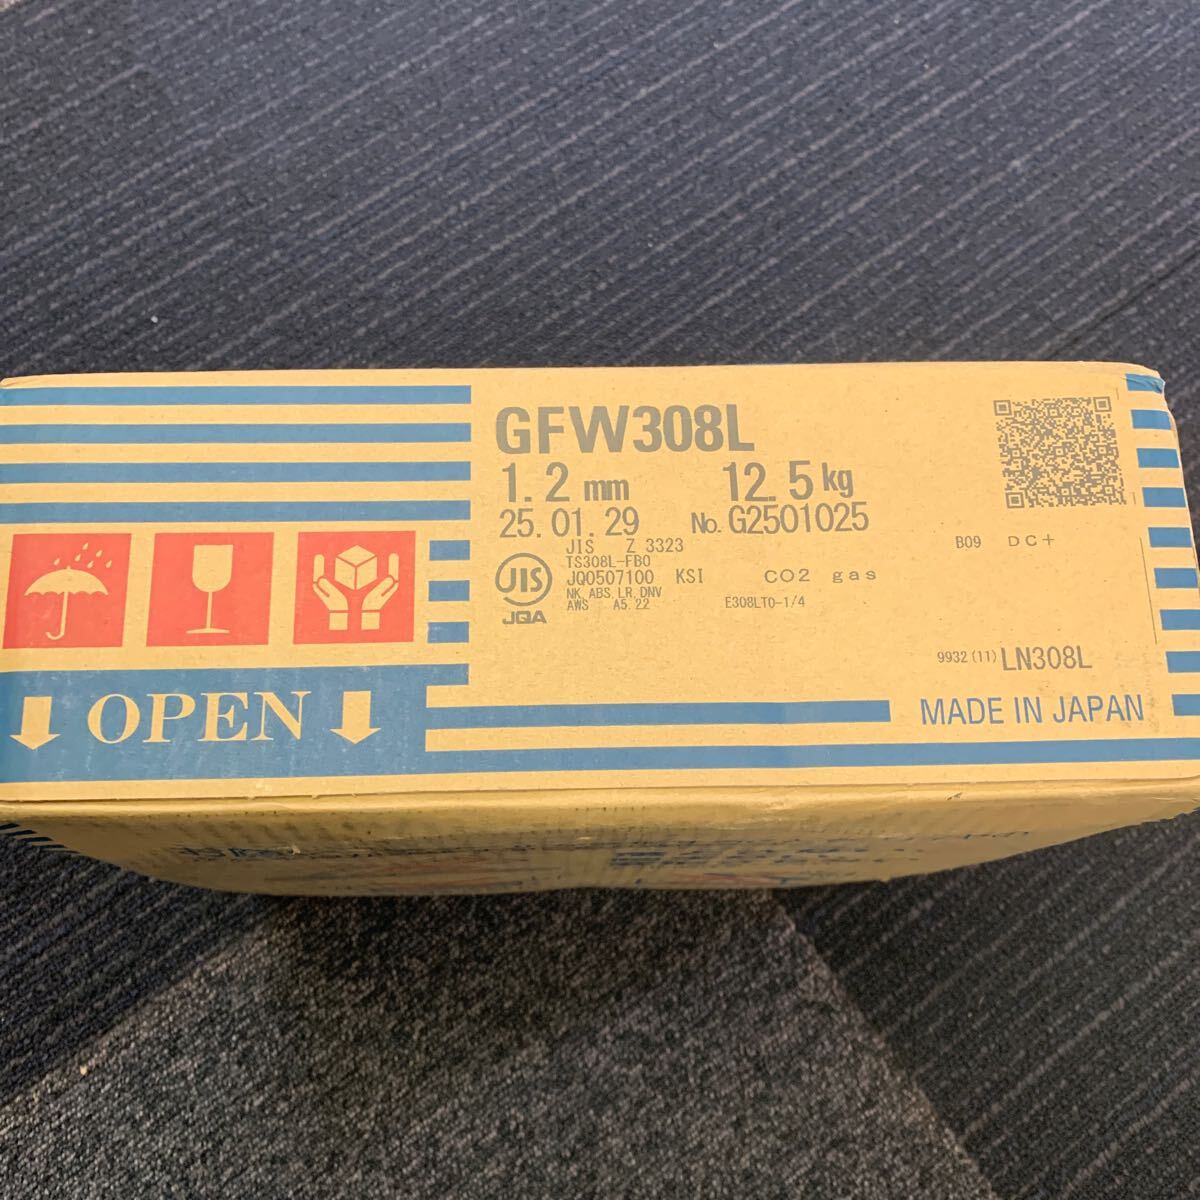 GFW308L
1.2 mm 12.5 kg
25.01.29 No. G2501025
JIS Z 3323
TS308L-FB0
JQ0507100 KSI CO2 gas
NK, ABS, LR, DNV
AWS A5.22 E308LT0-1/4
JIS
JQA
B09 DC+
9932 (11) LN308L
MADE IN JAPAN
OPEN